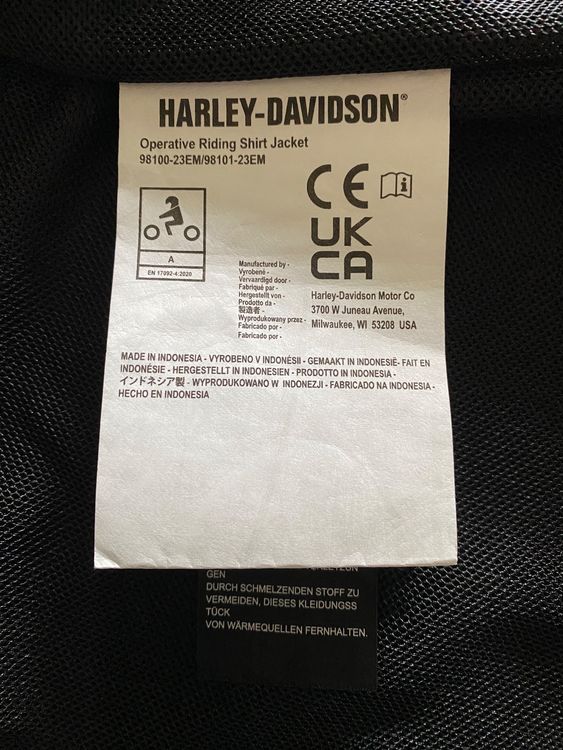 HARLEY-DAVIDSON®
Operative Riding Shirt Jacket
98100-23EM/98101-23EM
CE
UK
CA
A
EN 17092-4:2020
Manufactured by -
Vyrobené -
Vervaardigd door -
Fabriqué par -
Hergestellt von -
Prodotto da -
製造者 -
Wyprodukowany przez -
Fabricado por -
Fabricado por -
Harley-Davidson Motor Co
3700 W Juneau Avenue,
Milwaukee, WI 53208 USA
MADE IN INDONESIA - VYROBENO V INDONÉSII - GEMAAKT IN INDONESIË- FAIT EN
INDONÉSIE - HERGESTELLT IN INDONESIEN - PRODOTTO IN INDONESIA -
インドネシア製 - WYPRODUKOWANO W INDONEZJI - FABRICADO NA INDONÉSIA -
HECHO EN INDONESIA
GEN
DURCH SCHMELZENDEN STOFF ZU
VERMEIDEN, DIESES KLEIDUNGSS
TÜCK
VON WÄRMEQUELLEN FERNHALTEN.